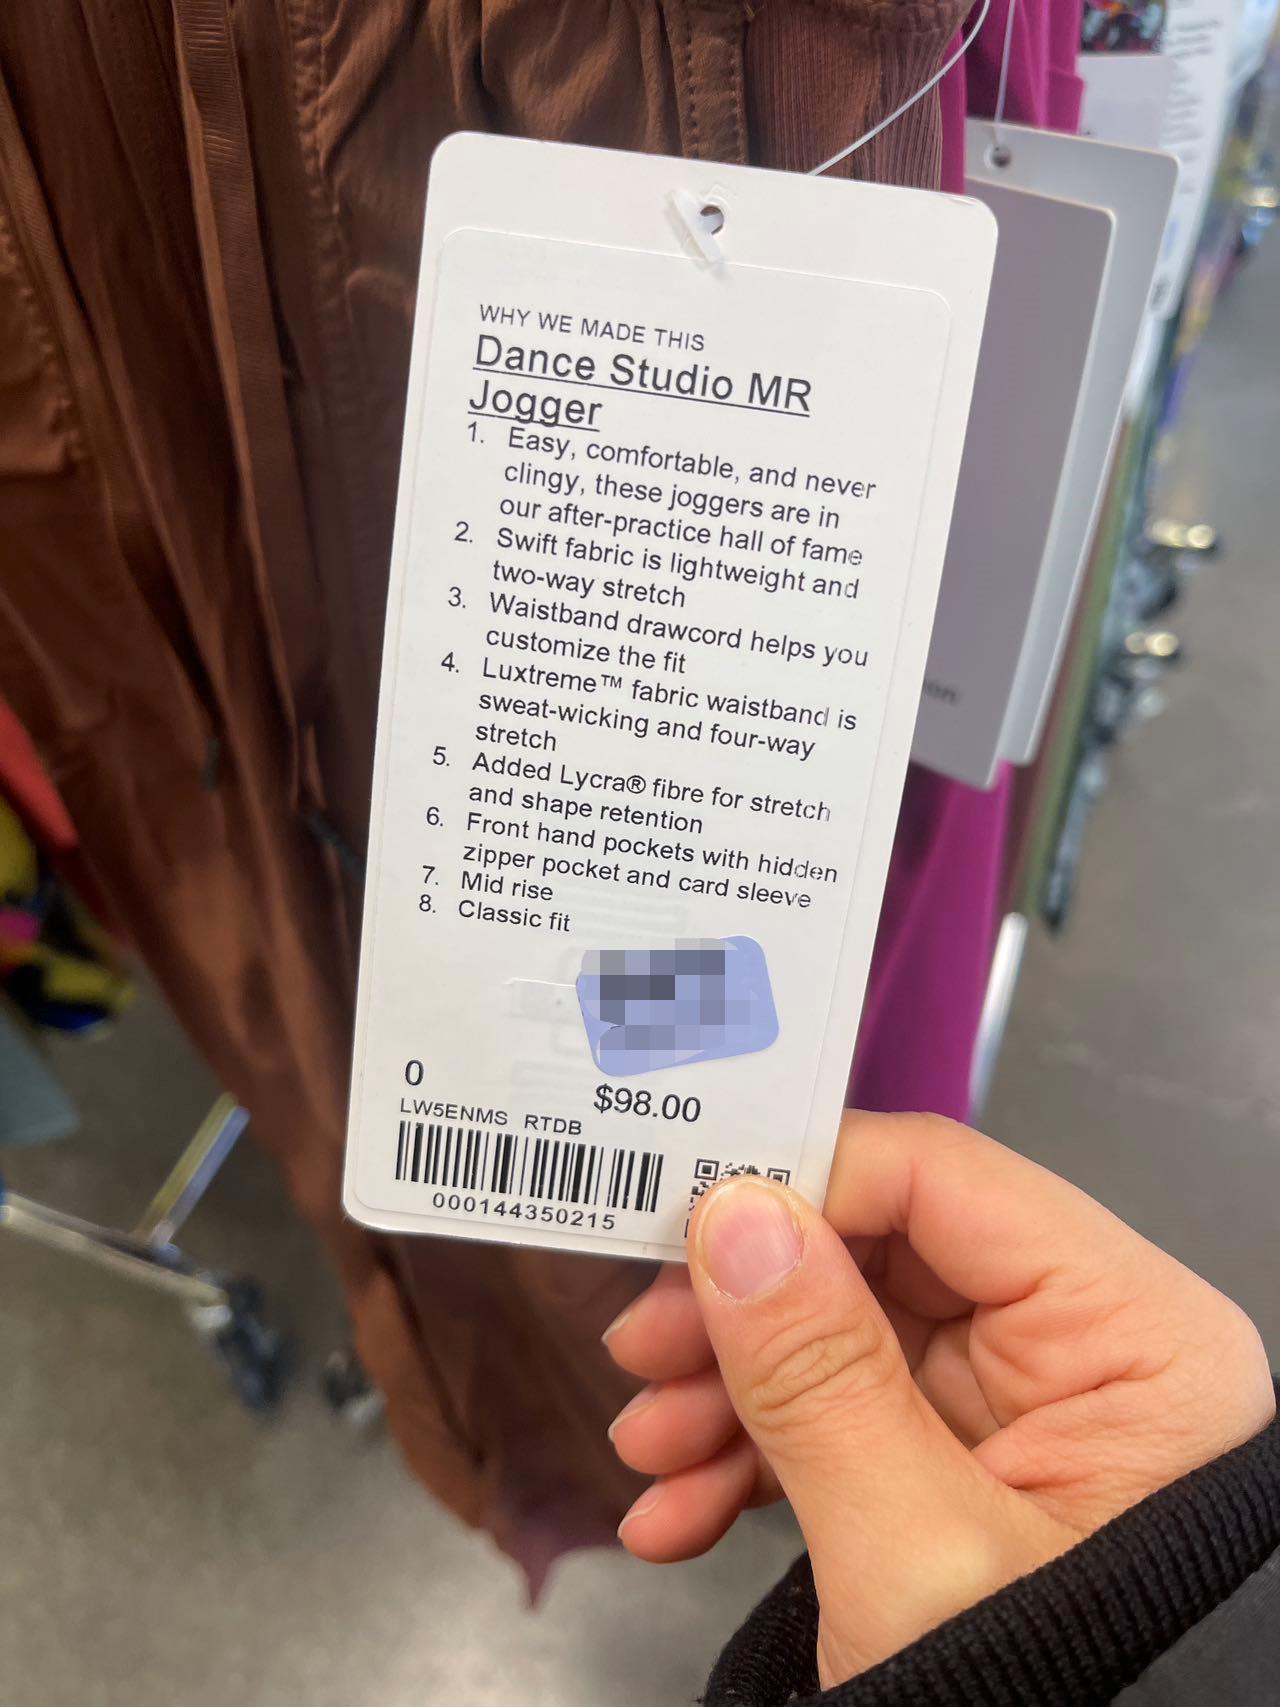 WHY WE MADE THIS
Dance Studio MR
Jogger
1. Easy, comfortable, and never
clingy, these joggers are in
our after-practice hall of fame
2. Swift fabric is lightweight and
two-way stretch
3. Waistband drawcord helps you
customize the fit
4. Luxtreme™ fabric waistband is
sweat-wicking and four-way
stretch
5. Added Lycra® fibre for stretch
and shape retention
6. Front hand pockets with hidden
zipper pocket and card sleeve
7. Mid rise
8. Classic fit
0
$98.00
LW5ENMS RTDB
000144350215